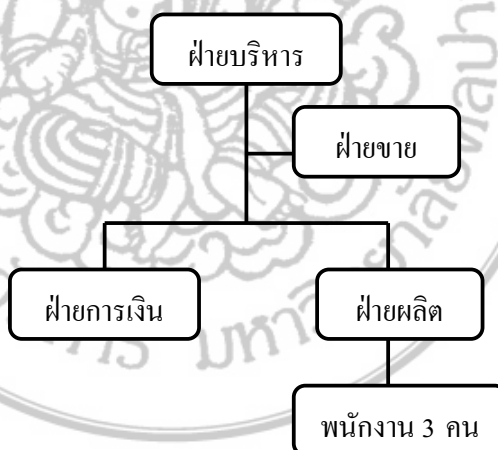 ฝ่ายบริหาร
ฝ่ายขาย
ฝ่ายการเงิน
ฝ่ายผลิต
พนักงาน 3 คน